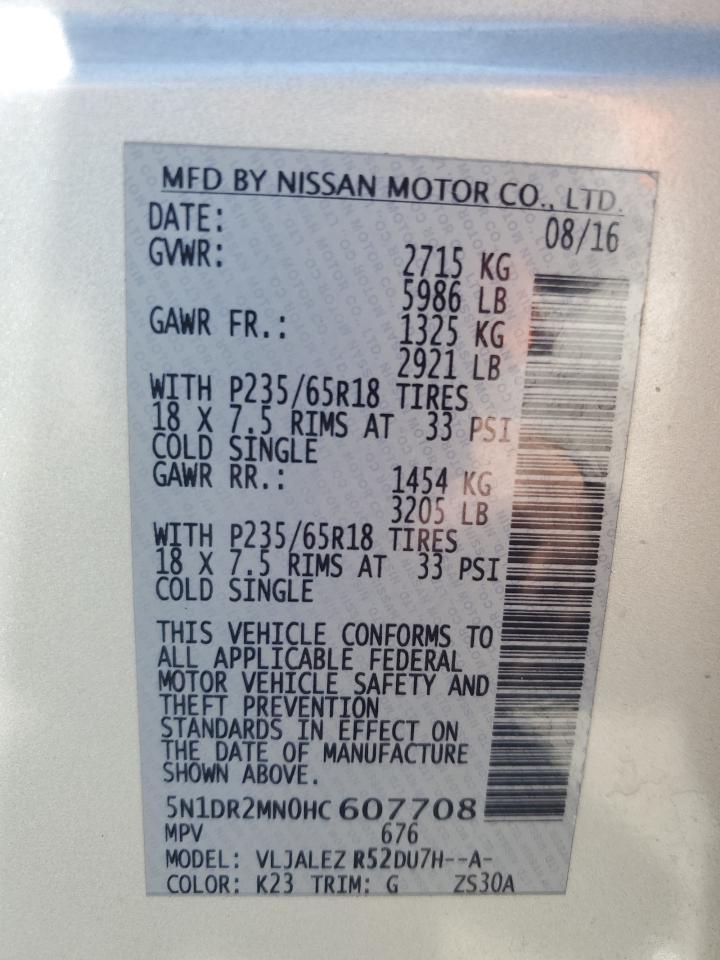 MFD BY NISSAN MOTOR CO., LTD.
DATE: 08/16
GVWR: 2715 KG
5986 LB
GAWR FR.: 1325 KG
2921 LB
WITH P235/65R18 TIRES
18 X 7.5 RIMS AT 33 PSI
COLD SINGLE
GAWR RR.: 1454 KG
3205 LB
WITH P235/65R18 TIRES
18 X 7.5 RIMS AT 33 PSI
COLD SINGLE
THIS VEHICLE CONFORMS TO
ALL APPLICABLE FEDERAL
MOTOR VEHICLE SAFETY AND
THEFT PREVENTION
STANDARDS IN EFFECT ON
THE DATE OF MANUFACTURE
SHOWN ABOVE.
5N1DR2MN0HC607708
MPV 676
MODEL: VLJALEZ R52DU7H--A-
COLOR: K23 TRIM: G ZS30A